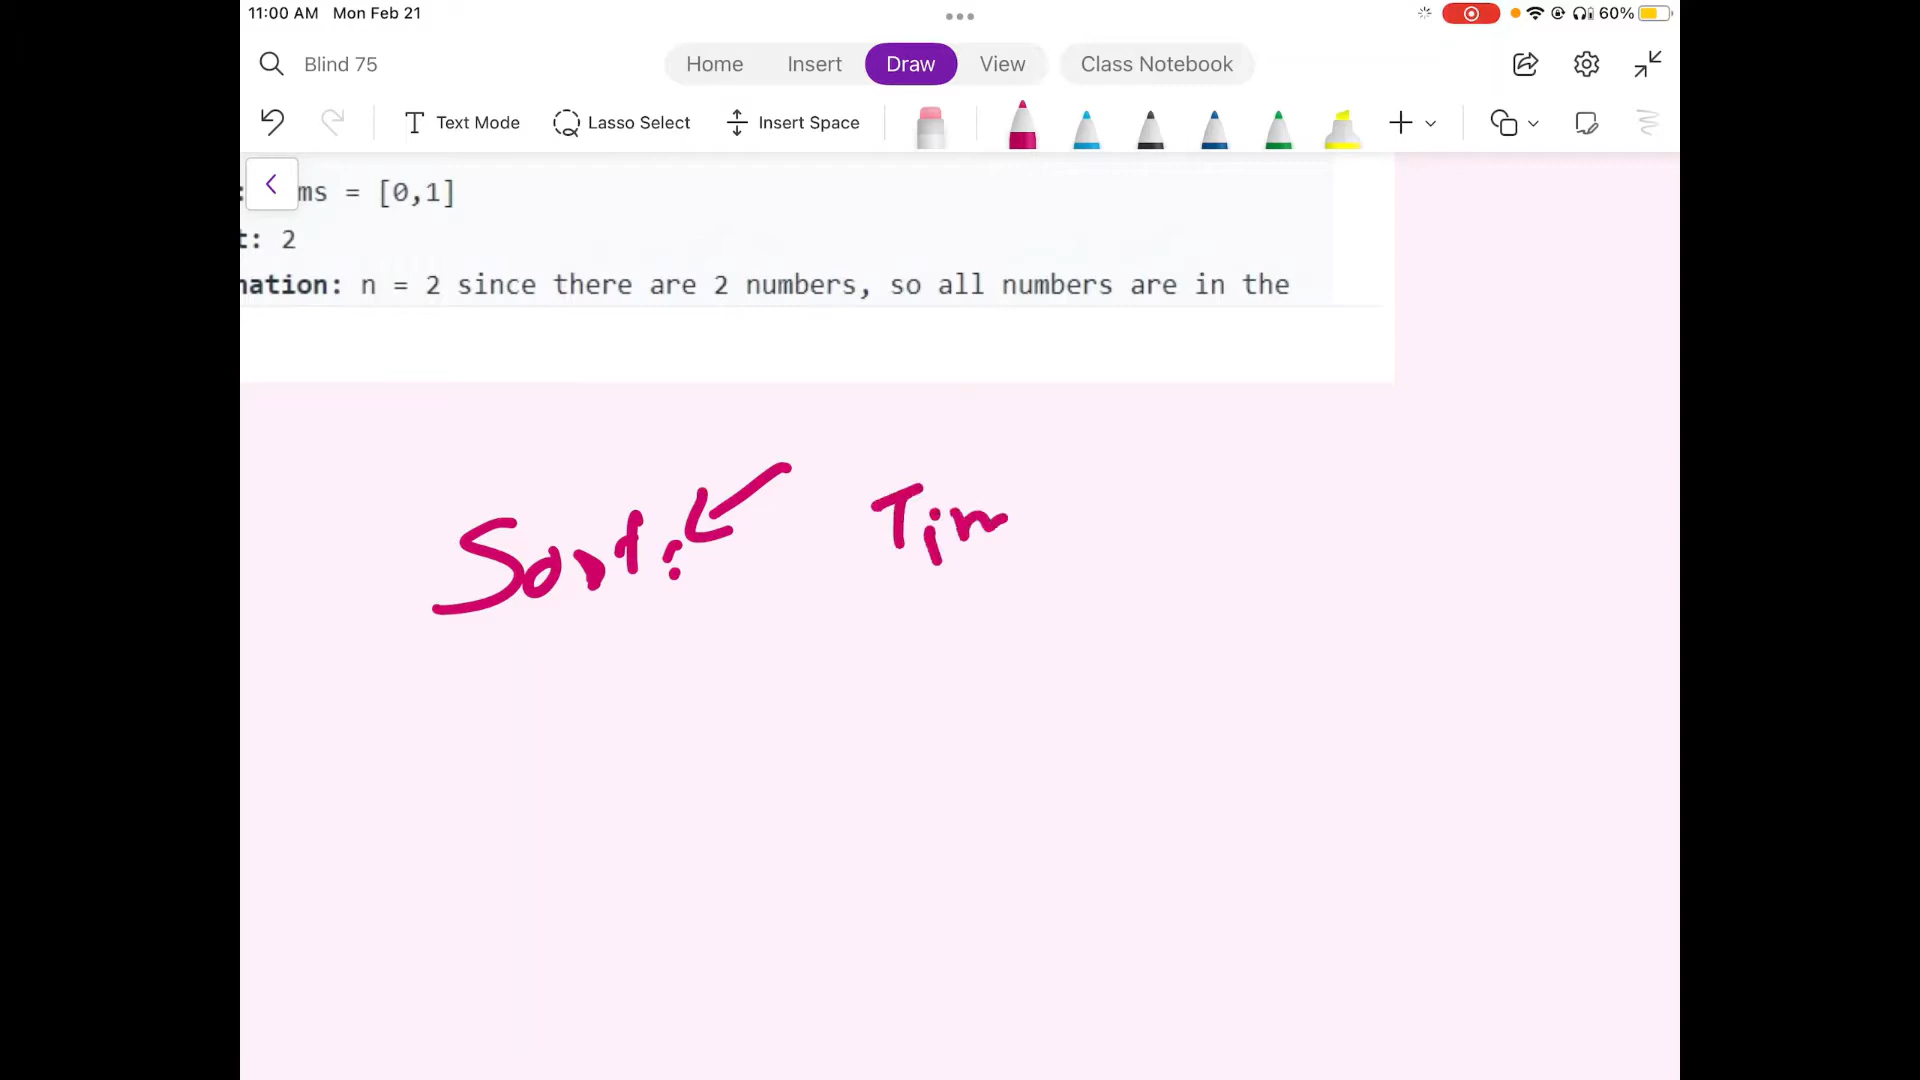 11:00 AM Mon Feb 21
60%
Blind 75
Home Insert Draw View Class Notebook
Text Mode Lasso Select Insert Space
: ms = [0,1]
t: 2
nation: n = 2 since there are 2 numbers, so all numbers are in the
Sort: Tim